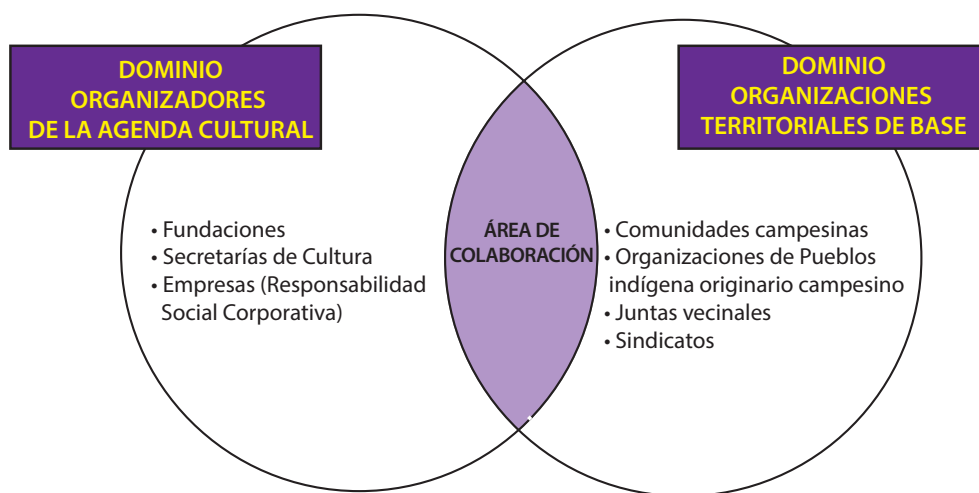 DOMINIO
ORGANIZADORES
DE LA AGENDA CULTURAL
DOMINIO
ORGANIZACIONES
TERRITORIALES DE BASE
• Fundaciones
• Secretarías de Cultura
• Empresas (Responsabilidad
Social Corporativa)
ÁREA DE
COLABORACIÓN
• Comunidades campesinas
• Organizaciones de Pueblos
indígena originario campesino
• Juntas vecinales
• Sindicatos